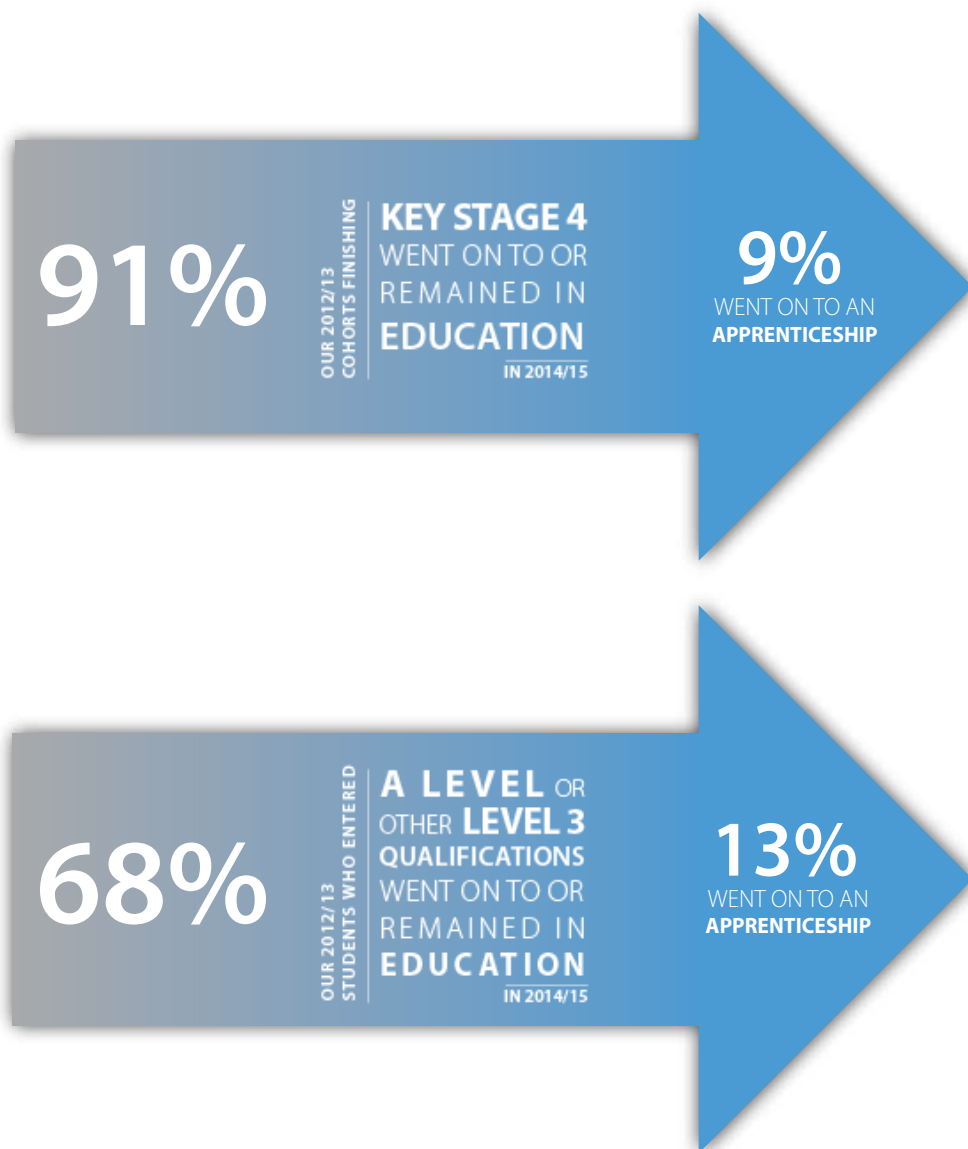 91%
OUR 2012/13
COHORTS FINISHING
KEY STAGE 4
WENT ON TO OR
REMAINED IN
EDUCATION
IN 2014/15
9%
WENT ON TO AN
APPRENTICESHIP
68%
OUR 2012/13
STUDENTS WHO ENTERED
A LEVEL OR
OTHER LEVEL 3
QUALIFICATIONS
WENT ON TO OR
REMAINED IN
EDUCATION
IN 2014/15
13%
WENT ON TO AN
APPRENTICESHIP